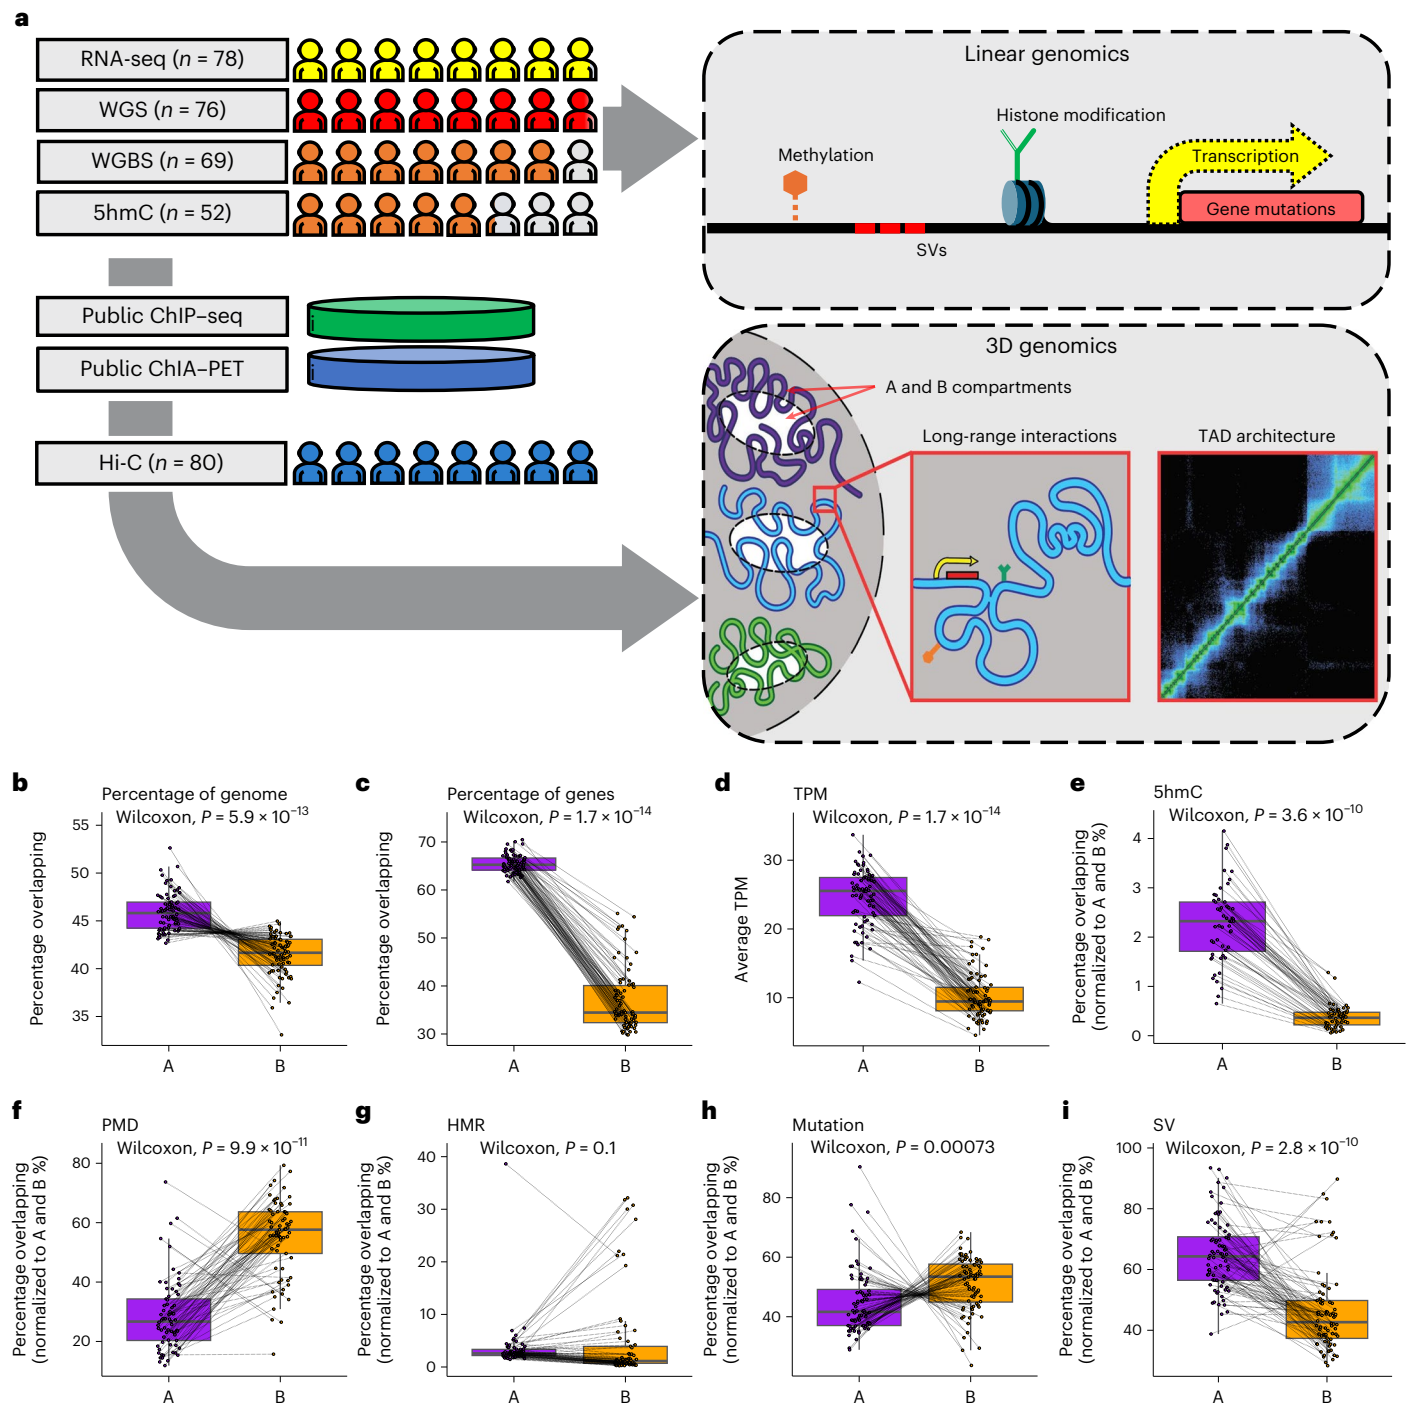 a
RNA-seq (n = 78)
WGS (n = 76)
WGBS (n = 69)
5hmC (n = 52)
Public ChIP–seq
i
Public ChIA–PET
i
Hi-C (n = 80)
Linear genomics
Histone modification
Methylation
Transcription
Gene mutations
SVs
3D genomics
A and B compartments
Long-range interactions
TAD architecture
b
Percentage of genome
Wilcoxon, P = 5.9 × 10⁻¹³
Percentage overlapping
55
50
45
40
35
A
B
c
Percentage of genes
Wilcoxon, P = 1.7 × 10⁻¹⁴
Percentage overlapping
70
60
50
40
30
A
B
d
TPM
Wilcoxon, P = 1.7 × 10⁻¹⁴
Average TPM
30
20
10
A
B
e
5hmC
Wilcoxon, P = 3.6 × 10⁻¹⁰
Percentage overlapping
(normalized to A and B %)
4
3
2
1
0
A
B
f
PMD
Wilcoxon, P = 9.9 × 10⁻¹¹
Percentage overlapping
(normalized to A and B %)
80
60
40
20
A
B
g
HMR
Wilcoxon, P = 0.1
Percentage overlapping
(normalized to A and B %)
40
30
20
10
0
A
B
h
Mutation
Wilcoxon, P = 0.00073
Percentage overlapping
(normalized to A and B %)
80
60
40
A
B
i
SV
Wilcoxon, P = 2.8 × 10⁻¹⁰
Percentage overlapping
(normalized to A and B %)
100
80
60
40
A
B